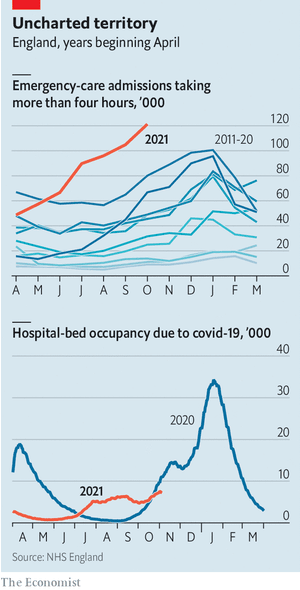 Uncharted territory
England, years beginning April
Emergency-care admissions taking
more than four hours, '000
120
2021
2011-20
100
80
60
40
20
0
A M J J A S O N D J F M
Hospital-bed occupancy due to covid-19, '000
40
30
2020
20
2021
10
0
A M J J A S O N D J F M
Source: NHS England
The Economist